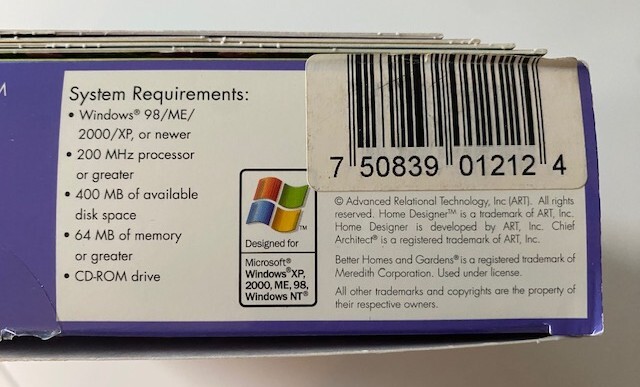 M
System Requirements:
• Windows® 98/ME/
2000/XP, or newer
• 200 MHz processor
or greater
• 400 MB of available
disk space
• 64 MB of memory
or greater
• CD-ROM drive
TM
Designed for
Microsoft®
Windows®XP,
2000, ME, 98,
Windows NT®
7 50839 01212 4
© Advanced Relational Technology, Inc (ART). All rights
reserved. Home Designer™ is a trademark of ART, Inc.
Home Designer is developed by ART, Inc. Chief
Architect® is a registered trademark of ART, Inc.
Better Homes and Gardens® is a registered trademark of
Meredith Corporation. Used under license.
All other trademarks and copyrights are the property of
their respective owners.